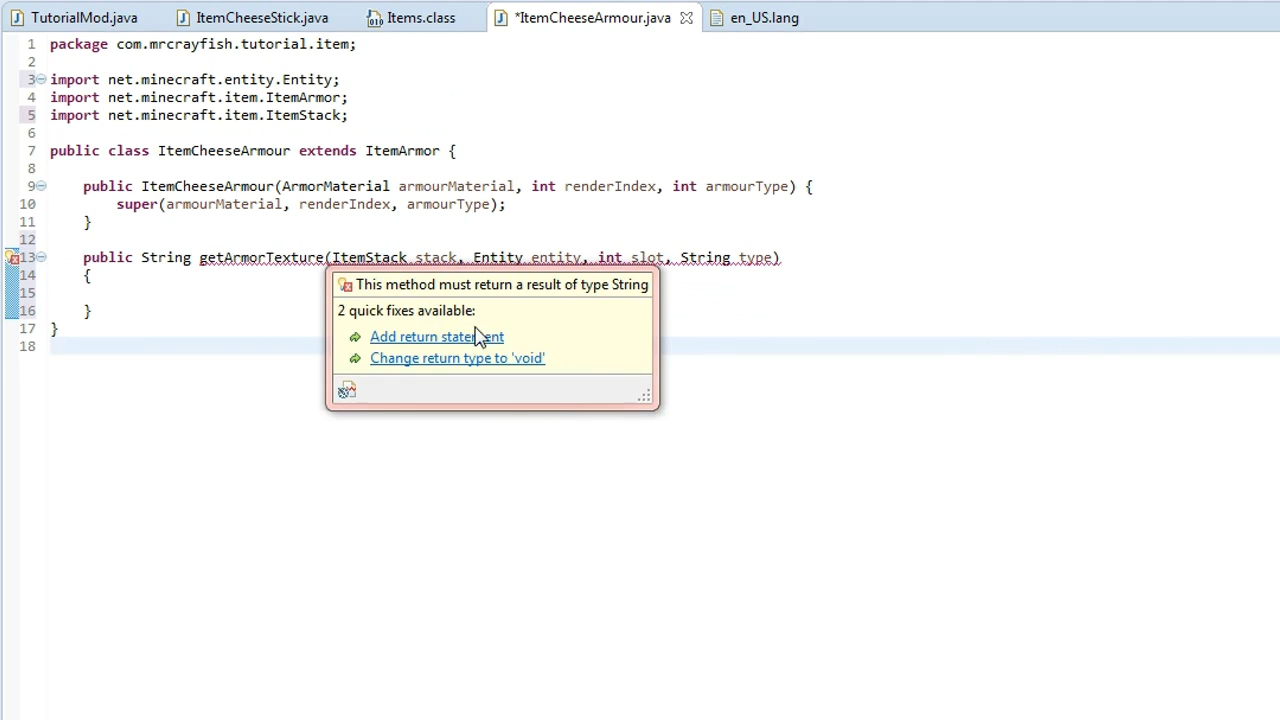 TutorialMod.java ItemCheeseStick.java Items.class *ItemCheeseArmour.java en_US.lang
1 package com.mrcrayfish.tutorial.item;
2
3 import net.minecraft.entity.Entity;
4 import net.minecraft.item.ItemArmor;
5 import net.minecraft.item.ItemStack;
6
7 public class ItemCheeseArmour extends ItemArmor {
8
9 public ItemCheeseArmour(ArmorMaterial armourMaterial, int renderIndex, int armourType) {
10 super(armourMaterial, renderIndex, armourType);
11 }
12
13 public String getArmorTexture(ItemStack stack, Entity entity, int slot, String type)
14 {
15
16 }
17 }
18
This method must return a result of type String
2 quick fixes available:
Add return statement
Change return type to 'void'